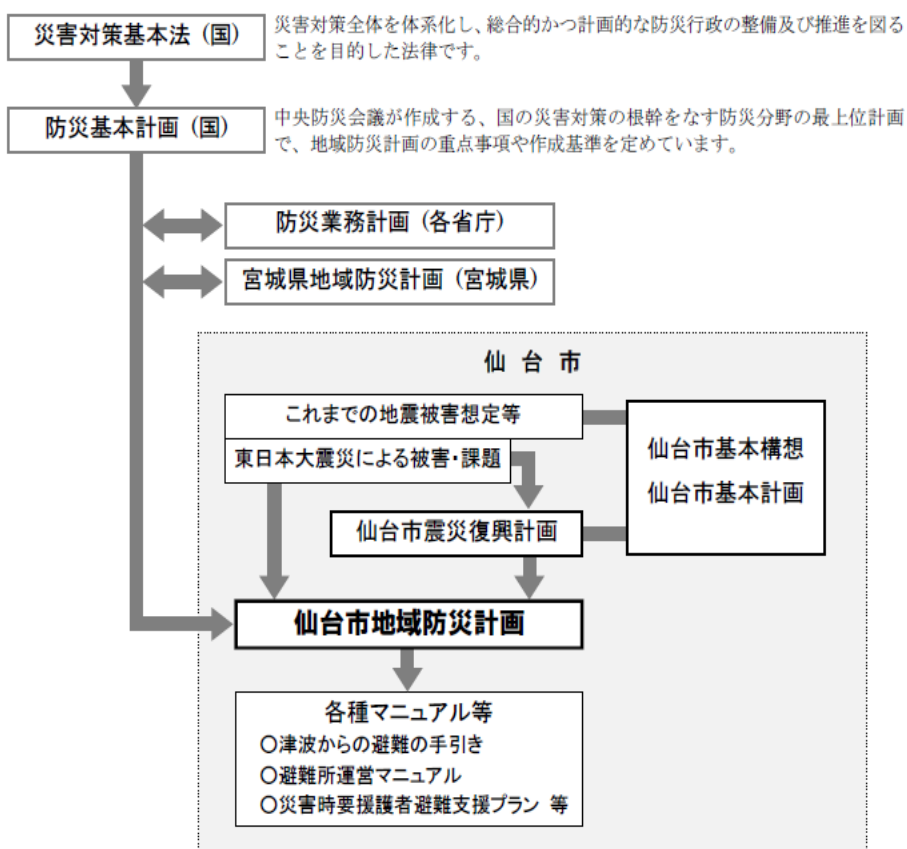 災害対策基本法（国）
災害対策全体を体系化し、総合的かつ計画的な防災行政の整備及び推進を図る
ことを目的した法律です。
防災基本計画（国）
中央防災会議が作成する、国の災害対策の根幹をなす防災分野の最上位計画
で、地域防災計画の重点事項や作成基準を定めています。
防災業務計画（各省庁）
宮城県地域防災計画（宮城県）
仙 台 市
これまでの地震被害想定等
東日本大震災による被害・課題
仙台市基本構想
仙台市基本計画
仙台市震災復興計画
仙台市地域防災計画
各種マニュアル等
○津波からの避難の手引き
○避難所運営マニュアル
○災害時要援護者避難支援プラン 等